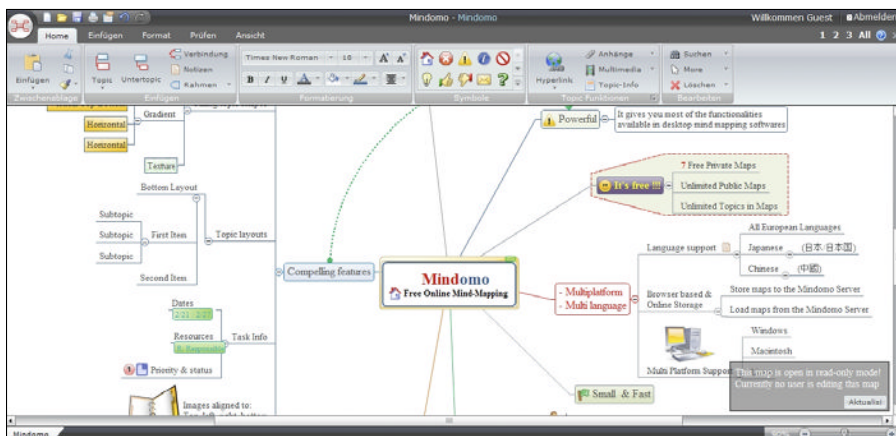 Mindomo - Mindomo
Willkommen Guest
Abmelden
Home Einfügen Format Prüfen Ansicht
1 2 3 All
Einfügen
Topic
Untertopic
Verbindung
Notizen
Rahmen
Times New Roman - 18
B I U
Hyperlink
Anhänge
Multimedia
Topic-Info
Suchen
More
Löschen
Zwischenablage
Einfügen
Formatierung
Symbole
Topic Funktionen
Bearbeiten
Horizontal
Gradient
Horizontal
Texture
Bottom Layout
Subtopic
Subtopic
First Item
Subtopic
Topic layouts
Second Item
Compelling features
Dates
Resources
Task Info
Priority & status
Images aligned to:
Mindomo
Free Online Mind-Mapping
Powerful
It gives you most of the functionalities
available in desktop mind mapping softwares
It's free !!!
7 Free Private Maps
Unlimited Public Maps
Unlimited Topics in Maps
- Multiplatform
- Multi language
Language support
All European Languages
Japanese
(日本/日本国)
Chinese
(中國)
Browser based &
Online Storage
Store maps to the Mindomo Server
Load maps from the Mindomo Server
Multi Platform Support
Windows
Macintosh
Small & Fast
This map is open in read-only mode!
Currently no user is editing this map
Mindomo